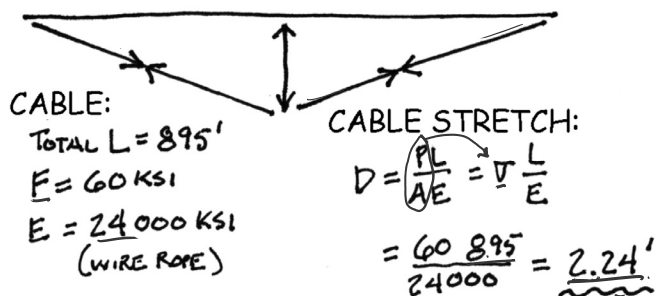 CABLE:
TOTAL L = 895'
F = 60 KSI
E = 24000 KSI
(WIRE ROPE)
CABLE STRETCH:
D = PL/AE = σ L/E
= 60 895/24000 = 2.24'